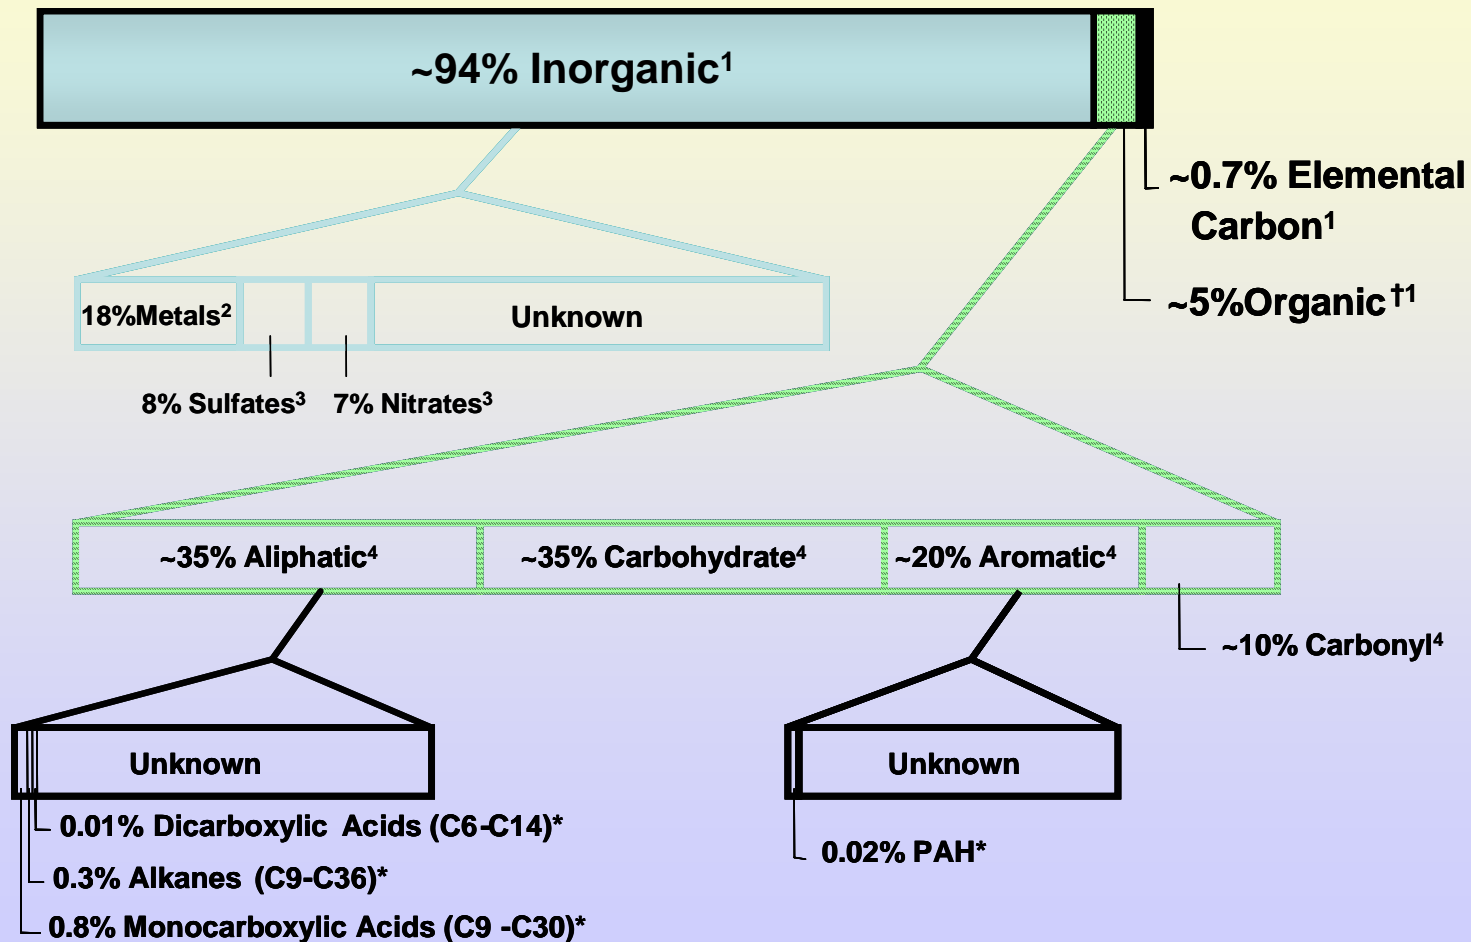 ~94% Inorganic¹
~0.7% Elemental
Carbon¹
~5%Organic†¹
18%Metals²
Unknown
8% Sulfates³
7% Nitrates³
~35% Aliphatic⁴
~35% Carbohydrate⁴
~20% Aromatic⁴
~10% Carbonyl⁴
Unknown
Unknown
0.01% Dicarboxylic Acids (C6-C14)*
0.02% PAH*
0.3% Alkanes (C9-C36)*
0.8% Monocarboxylic Acids (C9 -C30)*